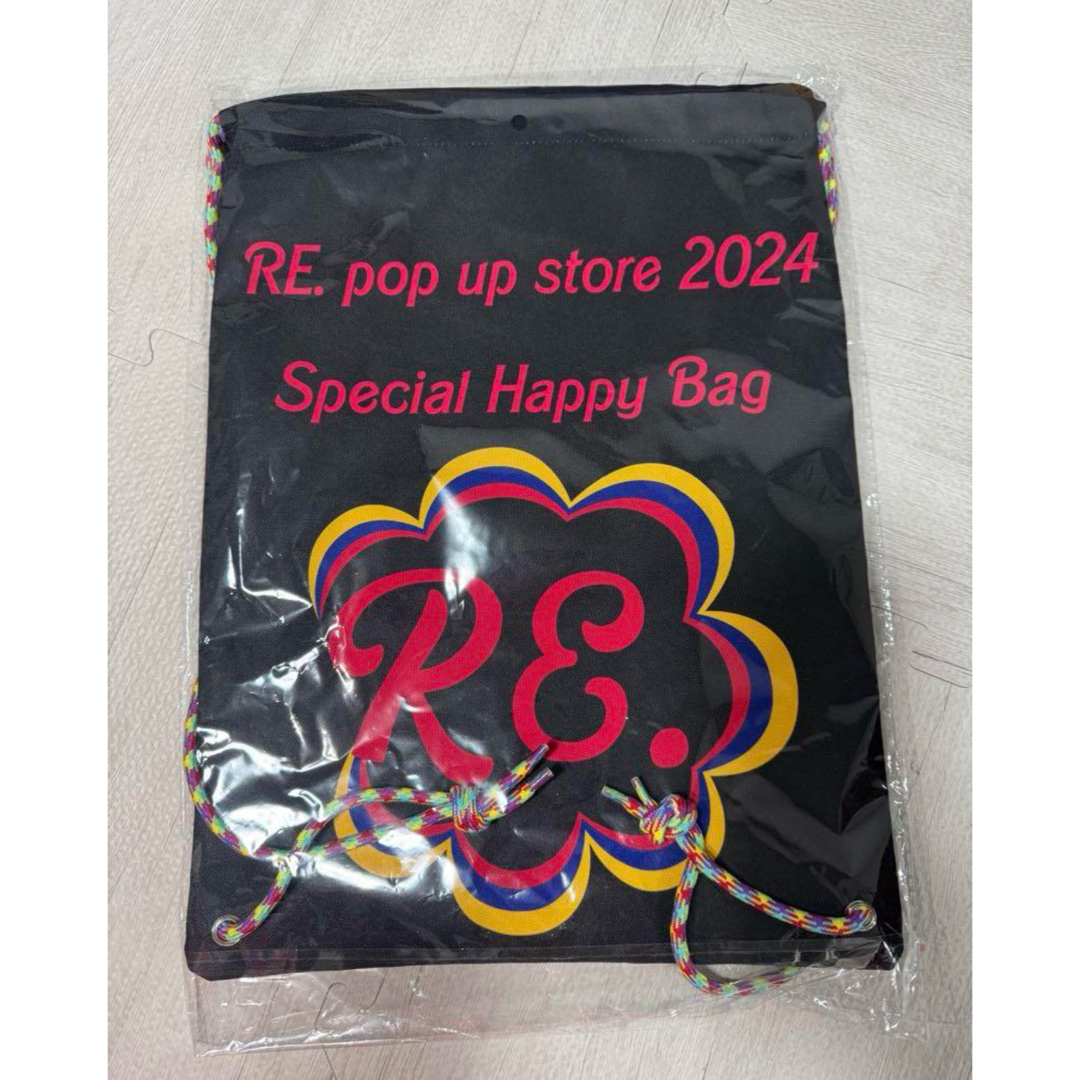 RE. pop up store 2024
Special Happy Bag
RE.